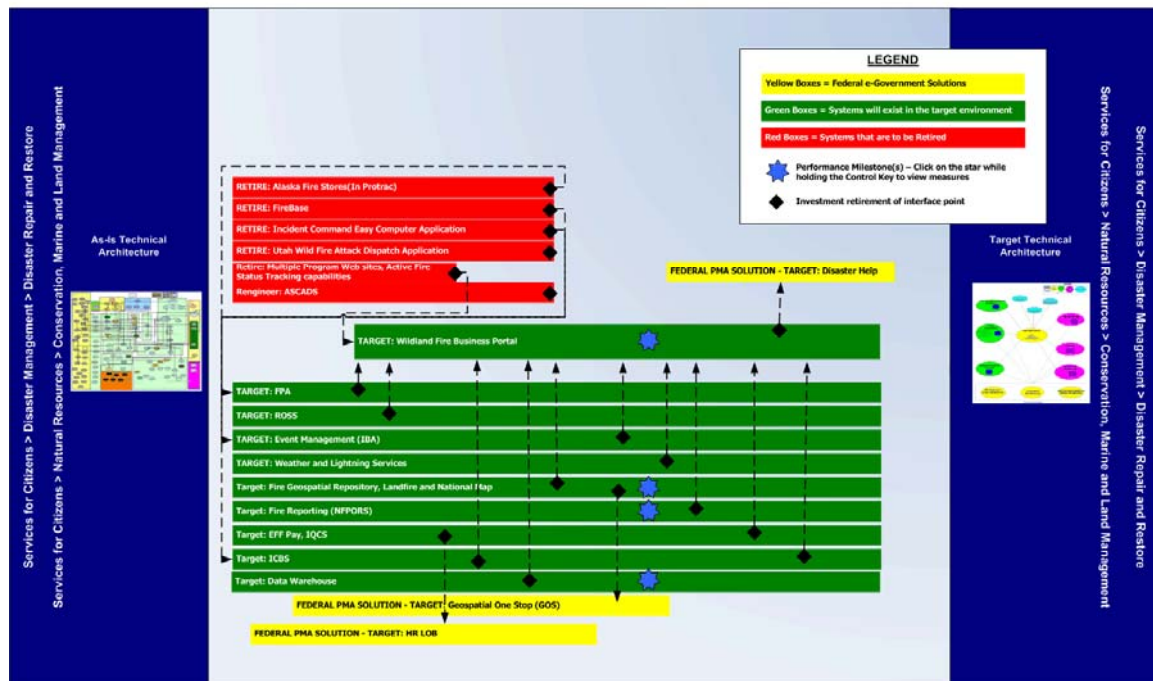 Services for Citizens > Disaster Management > Disaster Repair and Restore
Services for Citizens > Natural Resources > Conservation, Marine and Land Management
As-Is Technical
Architecture
LEGEND
Yellow Boxes = Federal e-Government Solutions
Green Boxes = Systems will exist in the target environment
Red Boxes = Systems that are to be Retired
Performance Milestone(s) – Click on the star while
holding the Control Key to view measures
Investment retirement of interface point
RETIRE: Alaska Fire Stores(In Protrac)
RETIRE: FireBase
RETIRE: Incident Command Easy Computer Application
RETIRE: Utah Wild Fire Attack Dispatch Application
Retire: Multiple Program Web sites, Active Fire
Status Tracking capabilities
Rengineer: ASCADS
FEDERAL PMA SOLUTION - TARGET: Disaster Help
TARGET: Wildland Fire Business Portal
TARGET: FPA
TARGET: ROSS
TARGET: Event Management (IBA)
TARGET: Weather and Lightning Services
Target: Fire Geospatial Repository, Landfire and National Map
Target: Fire Reporting (NFPORS)
Target: EFF Pay, IQCS
Target: ICBS
Target: Data Warehouse
FEDERAL PMA SOLUTION - TARGET: Geospatial One Stop (GOS)
FEDERAL PMA SOLUTION - TARGET: HR LOB
Target Technical
Architecture
Services for Citizens > Disaster Management > Disaster Repair and Restore
Services for Citizens > Natural Resources > Conservation, Marine and Land Management